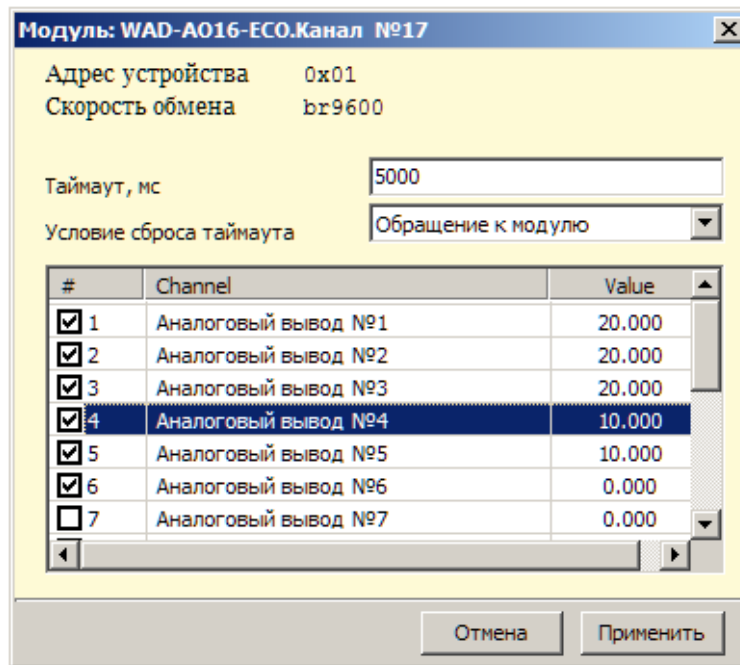 Модуль: WAD-AO16-ECO.Канал №17
Адрес устройства 0x01
Скорость обмена br9600
Таймаут, мс 5000
Условие сброса таймаута Обращение к модулю
# Channel Value
1 Аналоговый вывод №1 20.000
2 Аналоговый вывод №2 20.000
3 Аналоговый вывод №3 20.000
4 Аналоговый вывод №4 10.000
5 Аналоговый вывод №5 10.000
6 Аналоговый вывод №6 0.000
7 Аналоговый вывод №7 0.000
Отмена Применить